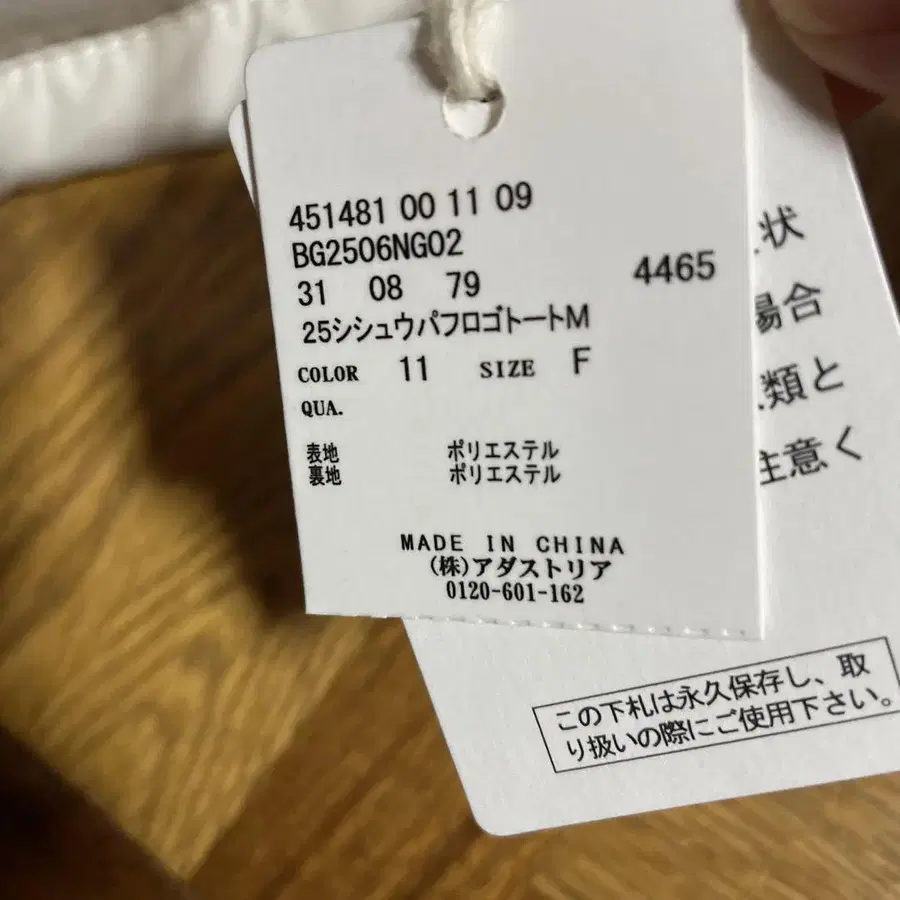 451481 00 11 09
BG2506NG02
31 08 79 4465
25シシュウパフロゴトートM
COLOR 11 SIZE F
QUA.
表地 ポリエステル
裏地 ポリエステル
MADE IN CHINA
(株)アダストリア
0120-601-162
状
場合
類と
注意く
この下札は永久保存し、取
り扱いの際にご使用下さい。